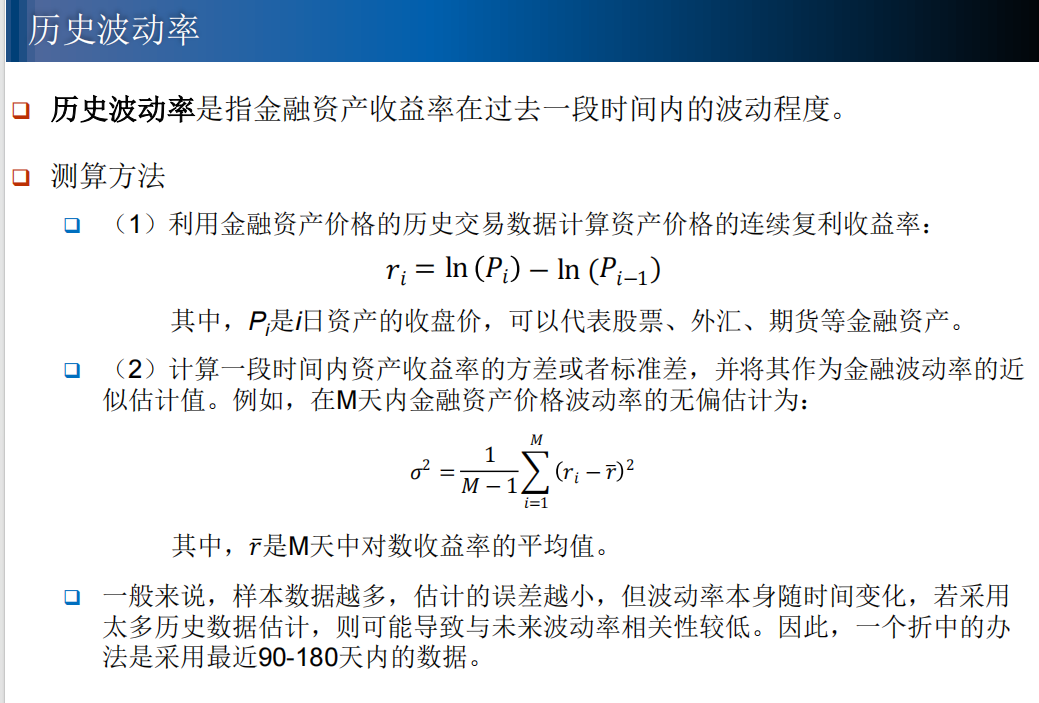 历史波动率
历史波动率是指金融资产收益率在过去一段时间内的波动程度。
测算方法
（1）利用金融资产价格的历史交易数据计算资产价格的连续复利收益率：
r_i = ln (P_i) − ln (P_{i−1})
其中，P_i是i日资产的收盘价，可以代表股票、外汇、期货等金融资产。
（2）计算一段时间内资产收益率的方差或者标准差，并将其作为金融波动率的近
似估计值。例如，在M天内金融资产价格波动率的无偏估计为：
σ² = \frac{1}{M − 1} \sum_{i=1}^{M} (r_i − r̄)²
其中，r̄是M天中对数收益率的平均值。
一般来说，样本数据越多，估计的误差越小，但波动率本身随时间变化，若采用
太多历史数据估计，则可能导致与未来波动率相关性较低。因此，一个折中的办
法是采用最近90-180天内的数据。